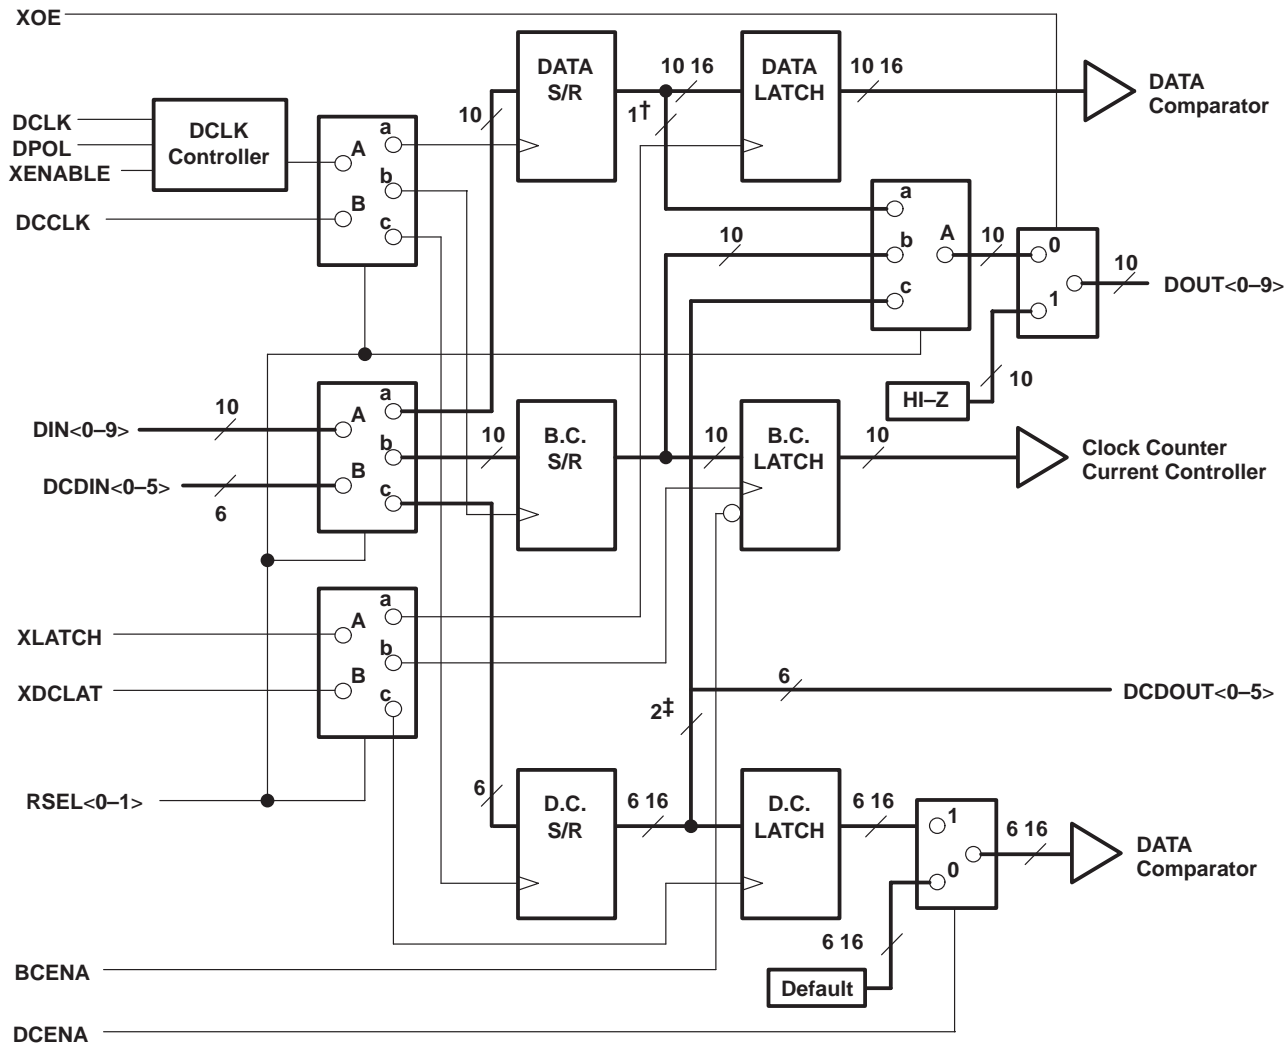 XOE
DATA
S/R
10 16
DATA
LATCH
10 16
DATA
Comparator
10
1†
DCLK
DPOL
XENABLE
DCLK
Controller
DCCLK
A
B
a
b
c
a
b
c
A
10
10
0
1
10
DOUT<0–9>
HI–Z
10
DIN<0–9>
10
DCDIN<0–5>
6
A
B
a
b
c
10
B.C.
S/R
10
B.C.
LATCH
10
Clock Counter
Current Controller
XLATCH
XDCLAT
A
B
a
b
c
6
DCDOUT<0–5>
2‡
RSEL<0–1>
6
D.C.
S/R
6 16
D.C.
LATCH
6 16
1
0
6 16
DATA
Comparator
6 16
Default
BCENA
DCENA